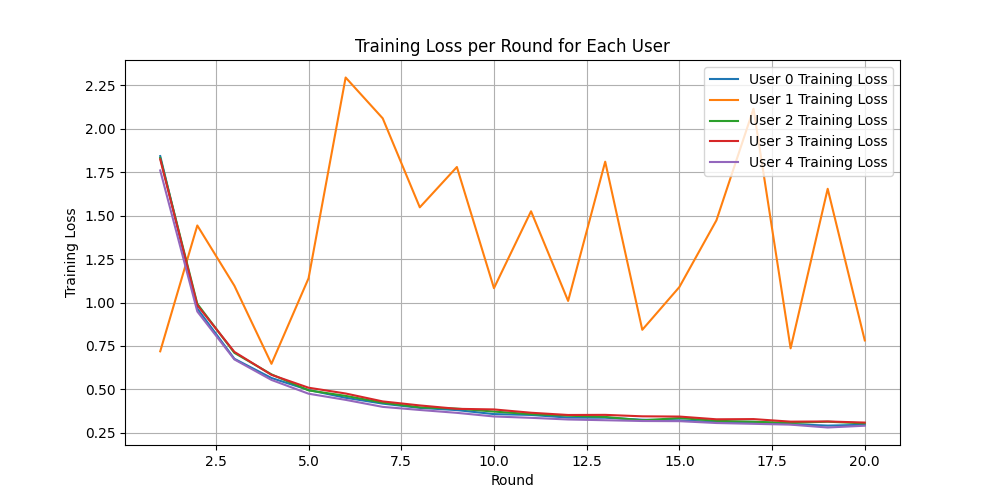 Training Loss per Round for Each User
Training Loss
2.25
2.00
1.75
1.50
1.25
1.00
0.75
0.50
0.25
User 0 Training Loss
User 1 Training Loss
User 2 Training Loss
User 3 Training Loss
User 4 Training Loss
2.5 5.0 7.5 10.0 12.5 15.0 17.5 20.0
Round